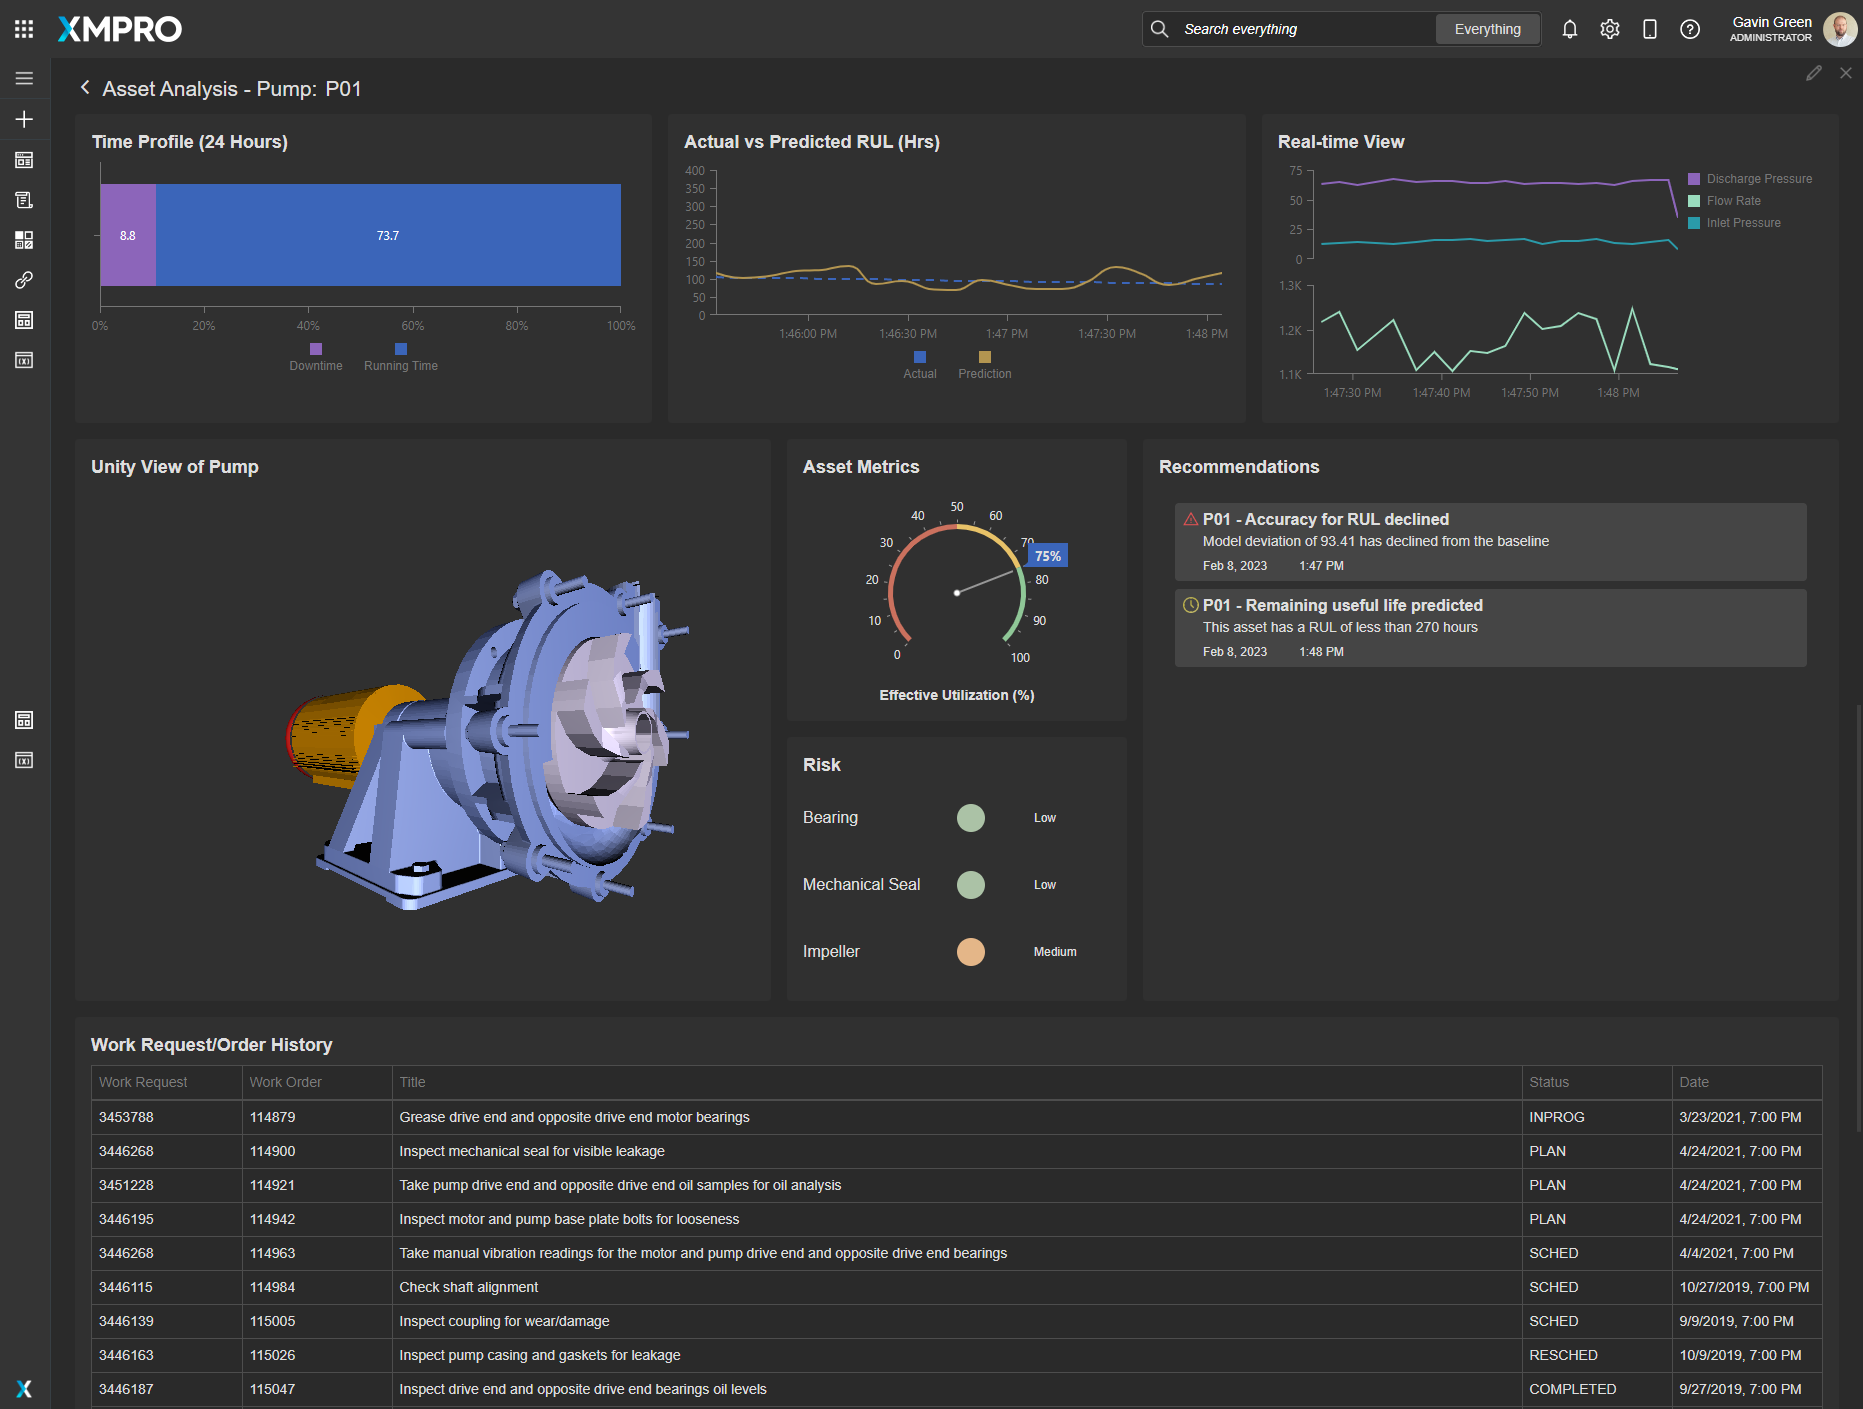 XMPRO
Search everything
Everything
Gavin Green
ADMINISTRATOR
Asset Analysis - Pump: P01
Time Profile (24 Hours)
8.8
73.7
0%
20%
40%
60%
80%
100%
Downtime
Running Time
Actual vs Predicted RUL (Hrs)
400
350
300
250
200
150
100
50
0
1:46:00 PM
1:46:30 PM
1:47 PM
1:47:30 PM
1:48 PM
Actual
Prediction
Real-time View
75
50
25
0
Discharge Pressure
Flow Rate
Inlet Pressure
1.3K
1.2K
1.1K
1:47:30 PM
1:47:40 PM
1:47:50 PM
1:48 PM
Unity View of Pump
Asset Metrics
0
10
20
30
40
50
60
70
75%
80
90
100
Effective Utilization (%)
Risk
Bearing Low
Mechanical Seal Low
Impeller Medium
Recommendations
P01 - Accuracy for RUL declined
Model deviation of 93.41 has declined from the baseline
Feb 8, 2023 1:47 PM
P01 - Remaining useful life predicted
This asset has a RUL of less than 270 hours
Feb 8, 2023 1:48 PM
Work Request/Order History
Work Request Work Order Title Status Date
3453788 114879 Grease drive end and opposite drive end motor bearings INPROG 3/23/2021, 7:00 PM
3446268 114900 Inspect mechanical seal for visible leakage PLAN 4/24/2021, 7:00 PM
3451228 114921 Take pump drive end and opposite drive end oil samples for oil analysis PLAN 4/24/2021, 7:00 PM
3446195 114942 Inspect motor and pump base plate bolts for looseness PLAN 4/24/2021, 7:00 PM
3446268 114963 Take manual vibration readings for the motor and pump drive end and opposite drive end bearings SCHED 4/4/2021, 7:00 PM
3446115 114984 Check shaft alignment SCHED 10/27/2019, 7:00 PM
3446139 115005 Inspect coupling for wear/damage SCHED 9/9/2019, 7:00 PM
3446163 115026 Inspect pump casing and gaskets for leakage RESCHED 10/9/2019, 7:00 PM
3446187 115047 Inspect drive end and opposite drive end bearings oil levels COMPLETED 9/27/2019, 7:00 PM